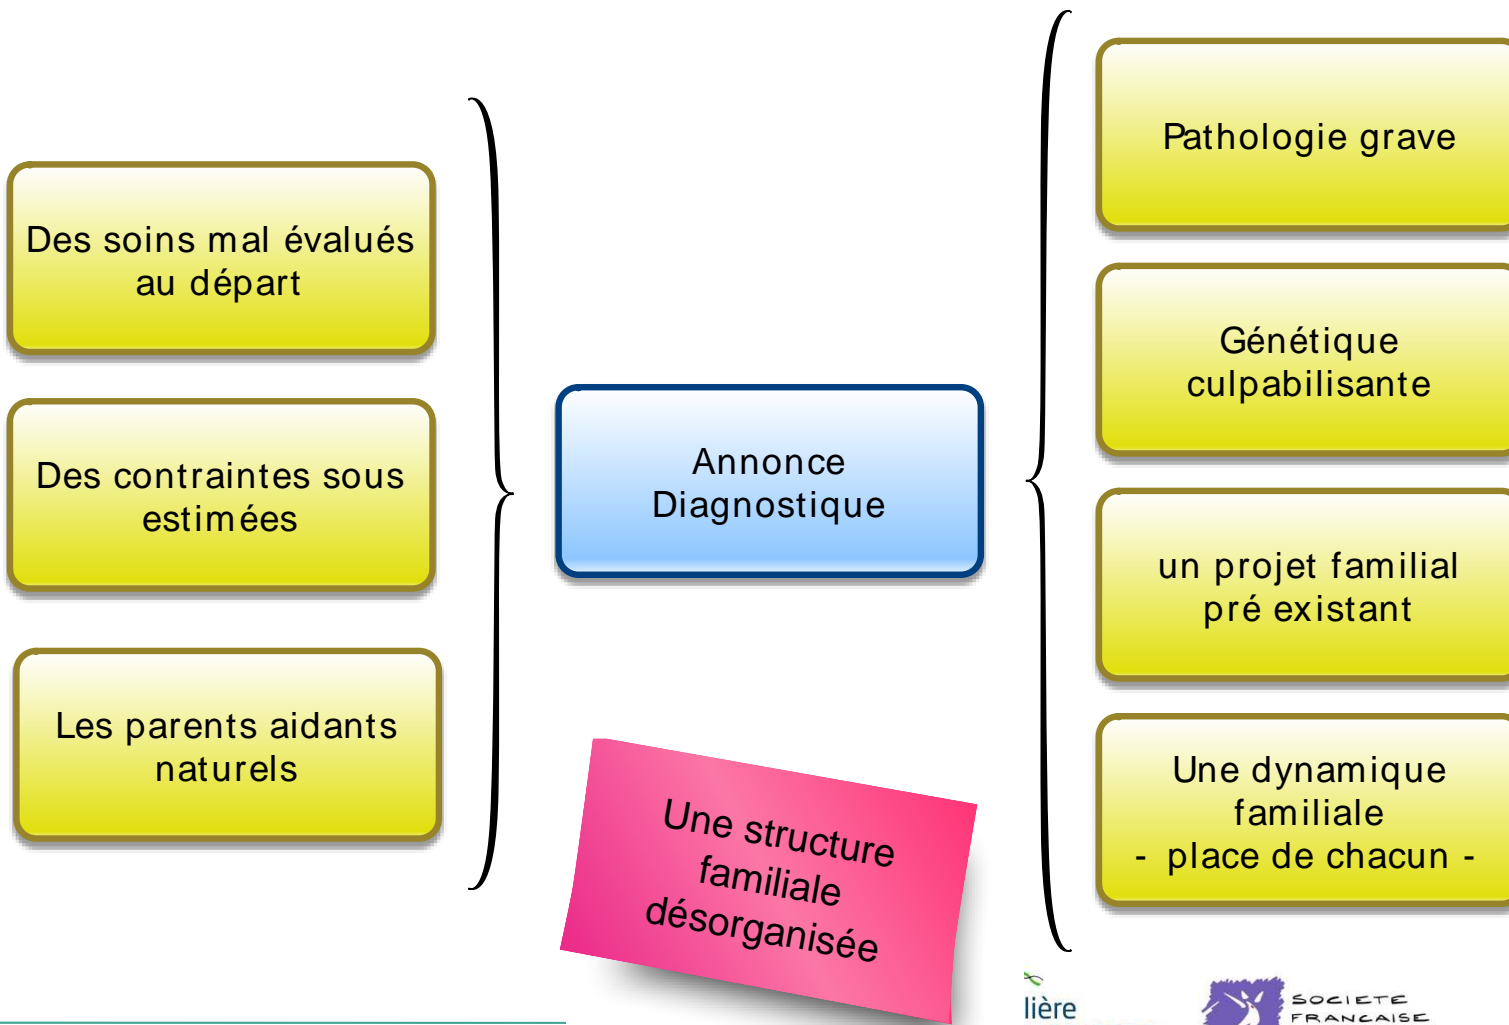 Des soins mal évalués
au départ
Des contraintes sous
estimées
Les parents aidants
naturels
Annonce
Diagnostique
Une structure
familiale
désorganisée
Pathologie grave
Génétique
culpabilisante
un projet familial
pré existant
Une dynamique
familiale
- place de chacun -
lière
SOCIETE
FRANCAISE